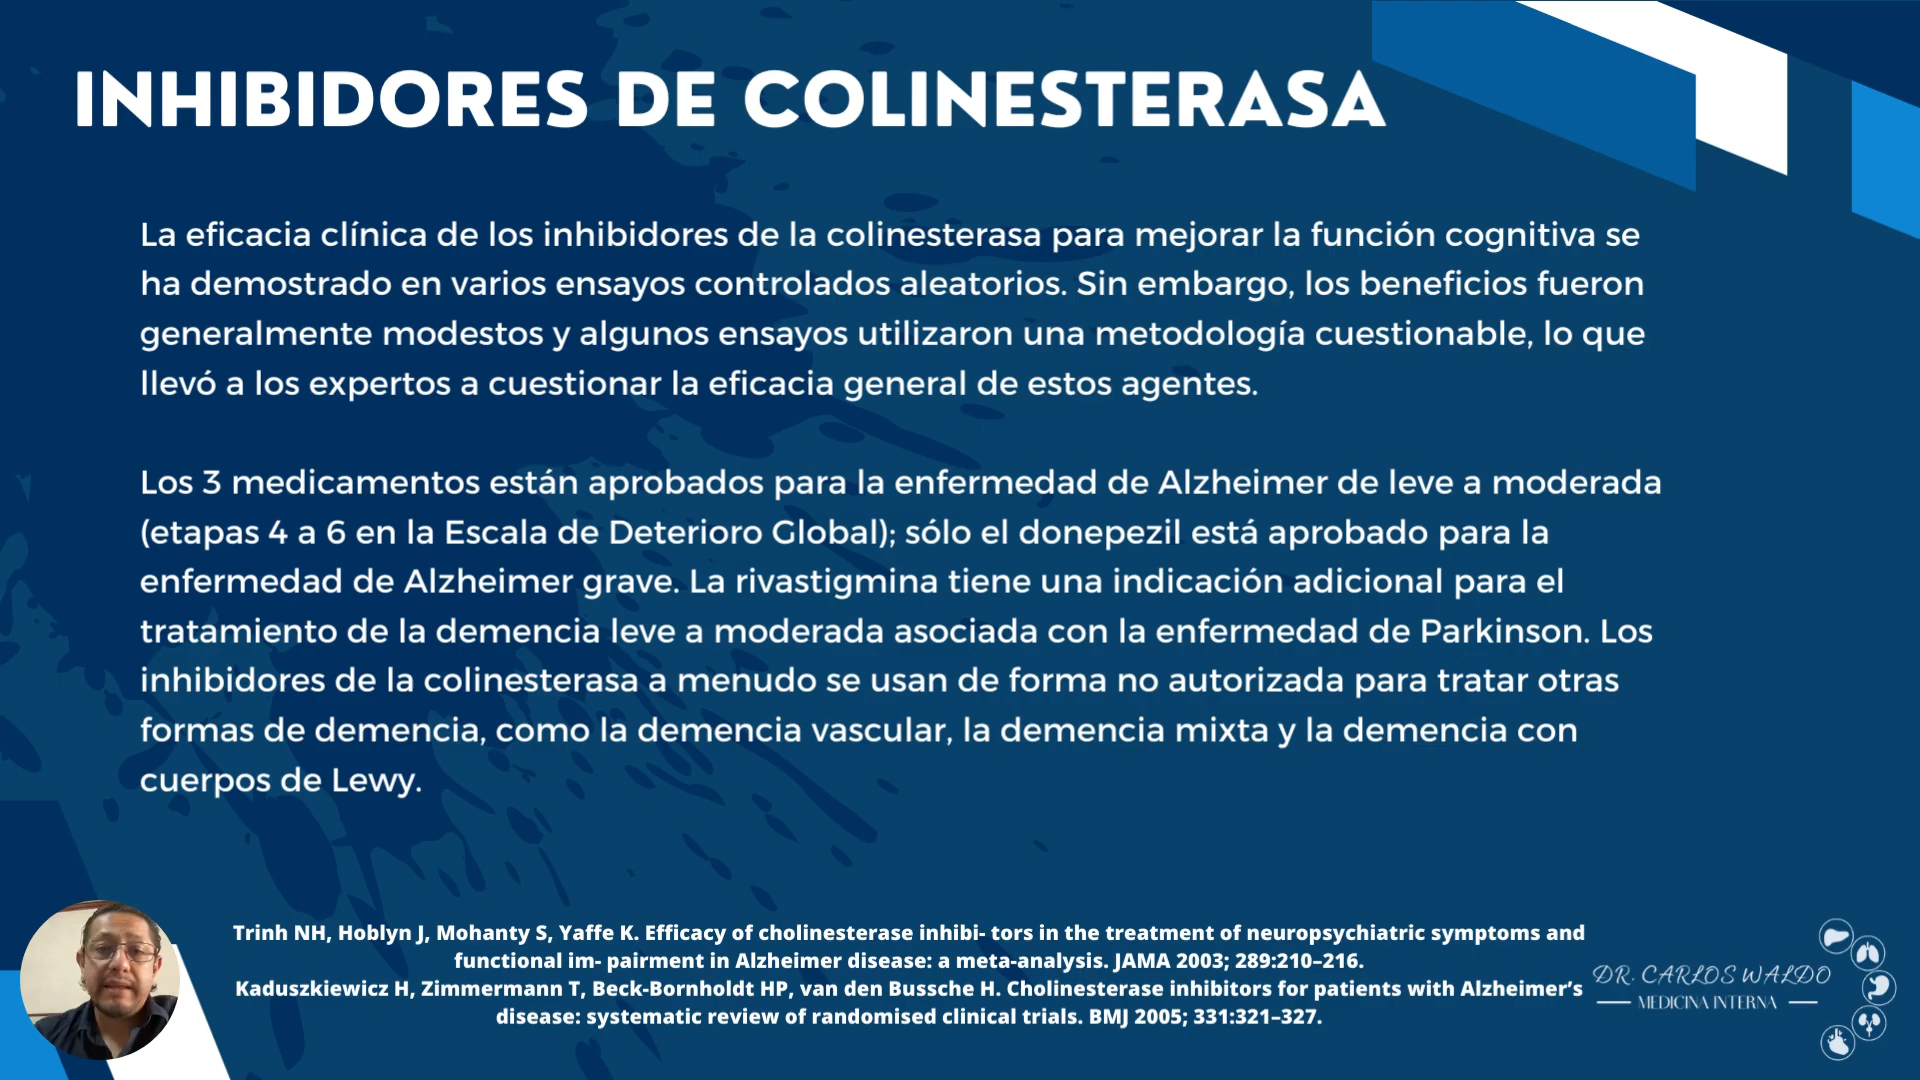 INHIBIDORES DE COLINESTERASA
La eficacia clínica de los inhibidores de la colinesterasa para mejorar la función cognitiva se
ha demostrado en varios ensayos controlados aleatorios. Sin embargo, los beneficios fueron
generalmente modestos y algunos ensayos utilizaron una metodología cuestionable, lo que
llevó a los expertos a cuestionar la eficacia general de estos agentes.
Los 3 medicamentos están aprobados para la enfermedad de Alzheimer de leve a moderada
(etapas 4 a 6 en la Escala de Deterioro Global); sólo el donepezil está aprobado para la
enfermedad de Alzheimer grave. La rivastigmina tiene una indicación adicional para el
tratamiento de la demencia leve a moderada asociada con la enfermedad de Parkinson. Los
inhibidores de la colinesterasa a menudo se usan de forma no autorizada para tratar otras
formas de demencia, como la demencia vascular, la demencia mixta y la demencia con
cuerpos de Lewy.
Trinh NH, Hoblyn J, Mohanty S, Yaffe K. Efficacy of cholinesterase inhibi- tors in the treatment of neuropsychiatric symptoms and
functional im- pairment in Alzheimer disease: a meta-analysis. JAMA 2003; 289:210–216.
Kaduszkiewicz H, Zimmermann T, Beck-Bornholdt HP, van den Bussche H. Cholinesterase inhibitors for patients with Alzheimer’s
disease: systematic review of randomised clinical trials. BMJ 2005; 331:321–327.
DR. CARLOS WALDO
MEDICINA INTERNA